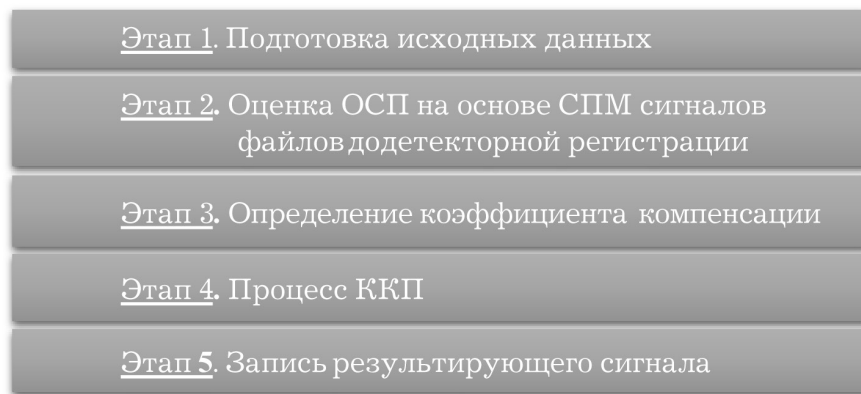 Этап 1. Подготовка исходных данных
Этап 2. Оценка ОСП на основе СПМ сигналов
файлов додетекторной регистрации
Этап 3. Определение коэффициента компенсации
Этап 4. Процесс ККП
Этап 5. Запись результирующего сигнала